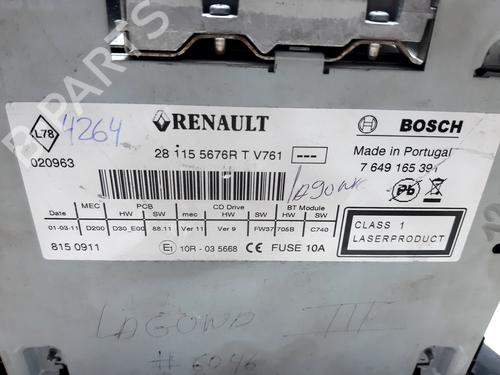 B-PARTS
L78
4264
RENAULT
BOSCH
020963
28 115 5676R T V761
---
Made in Portugal
7 649 165 391
Pb
MEC PCB CD Drive BT Module
Date HW SW mec HW SW HW SW
01-03-11 D200 D30_E00 88.11 Ver 11 Ver 9 FW37 705B C740
815 0911
E1 10R - 03 5668 CE FUSE 10A
CLASS 1
LASERPRODUCT
LAGUNA III
# 6046